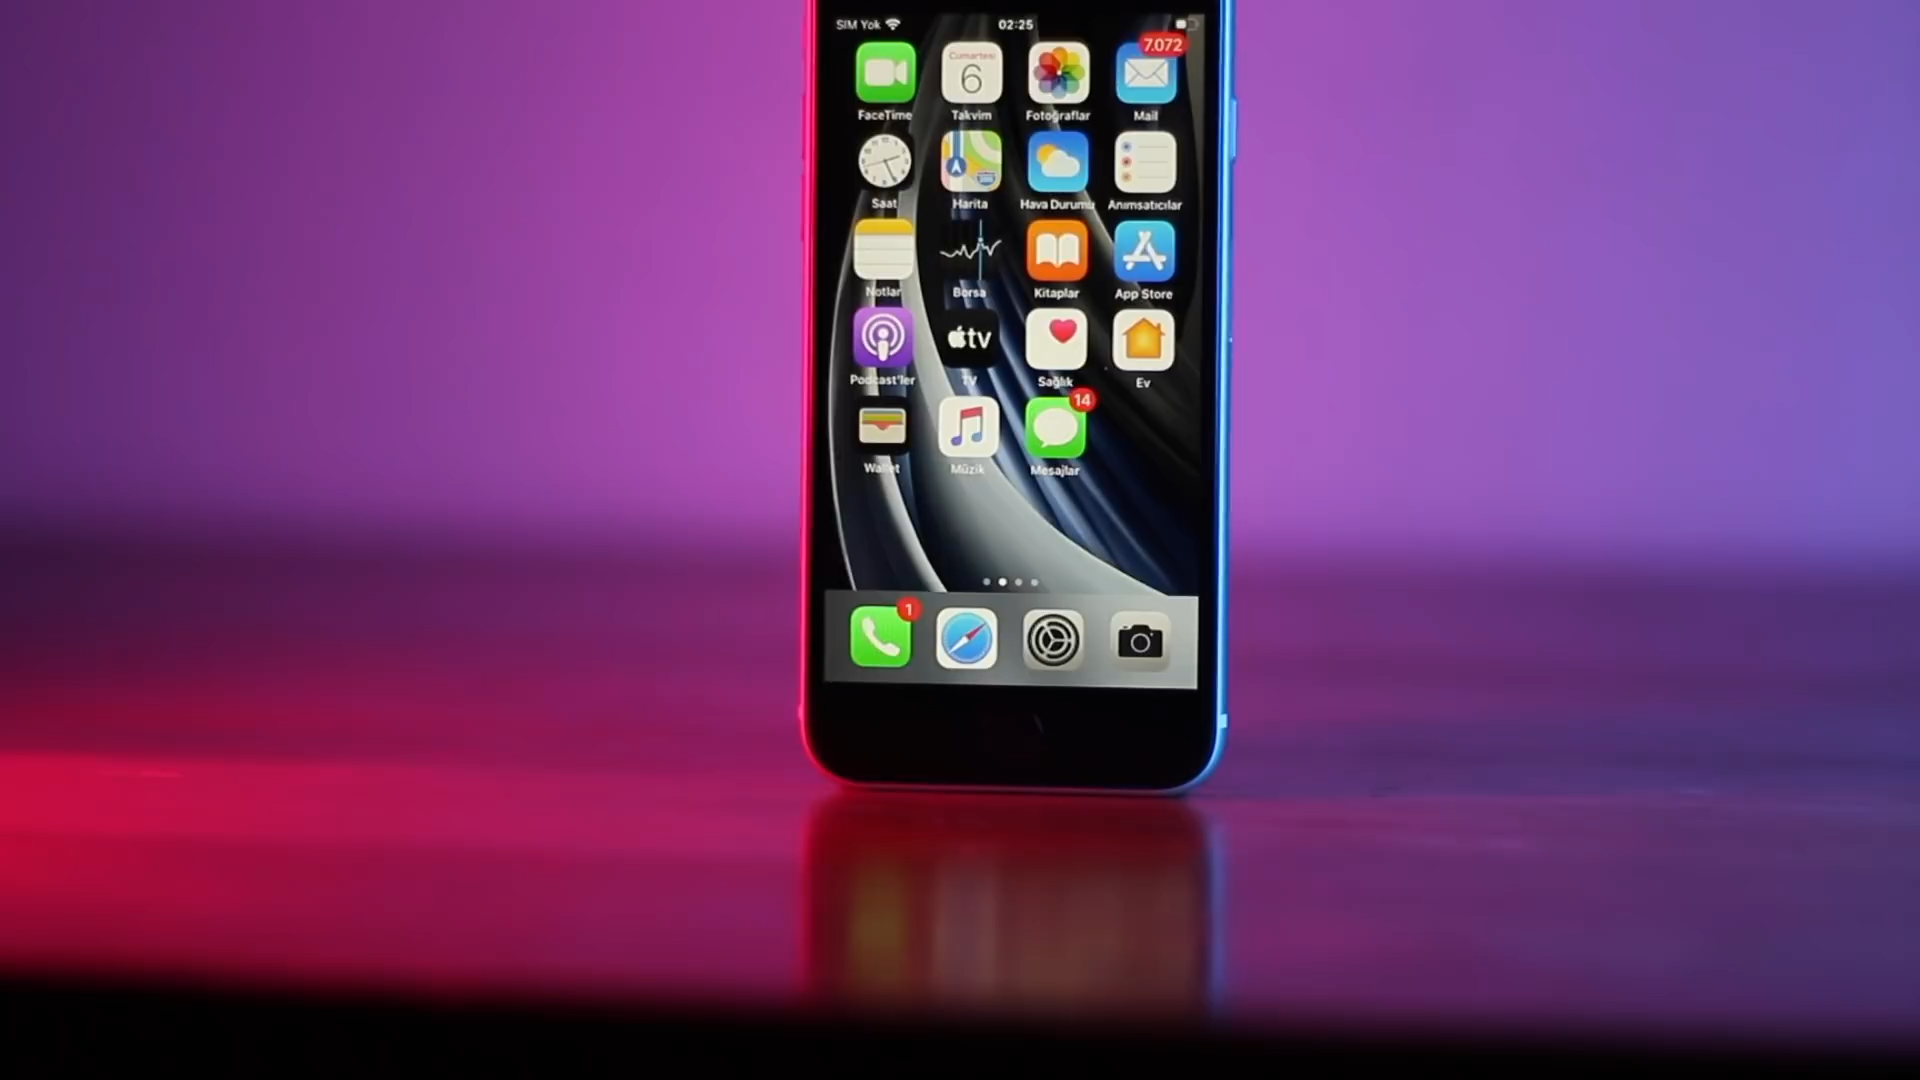 SIM Yok 02:25
7.072
Cumartesi
6
FaceTime Takvim Fotoğraflar Mail
Saat Harita Hava Durumu Anımsatıcılar
Notlar Borsa Kitaplar App Store
tv
Podcast'ler TV Sağlık Ev
14
Wallet Müzik Mesajlar
1